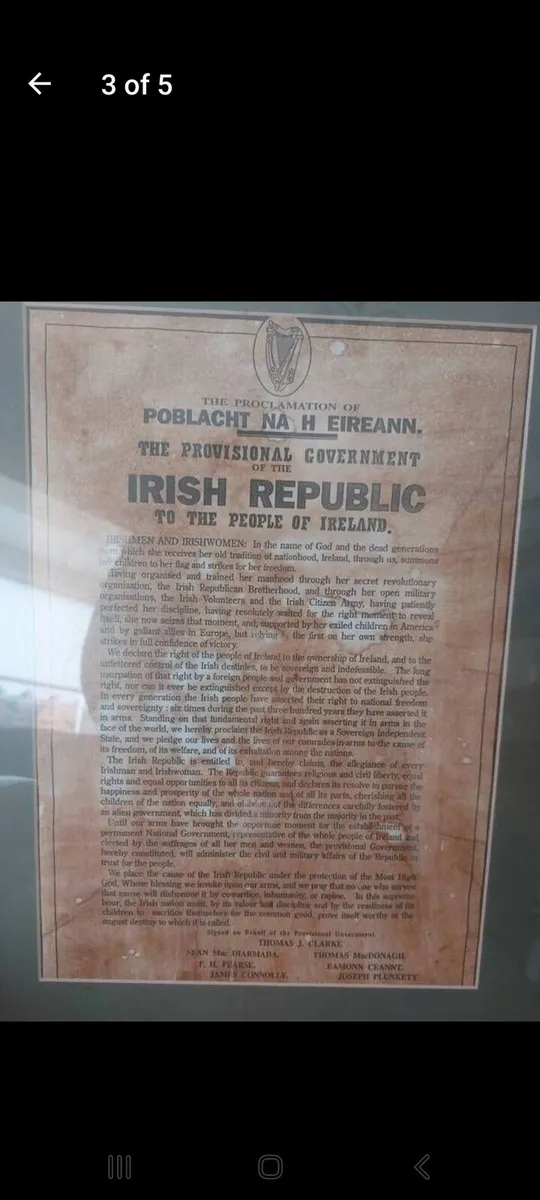 3 of 5
THE PROCLAMATION OF
POBLACHT NA H EIREANN.
THE PROVISIONAL GOVERNMENT
OF THE
IRISH REPUBLIC
TO THE PEOPLE OF IRELAND.
IRISHMEN AND IRISHWOMEN: In the name of God and the dead generations
from which she receives her old tradition of nationhood, Ireland, through us, summons
her children to her flag and strikes for her freedom.
Having organised and trained her manhood through her secret revolutionary
organisation, the Irish Republican Brotherhood, and through her open military
organisations, the Irish Volunteers and the Irish Citizen Army, having patiently
perfected her discipline, having resolutely waited for the right moment to reveal
itself, she now seizes that moment, and, supported by her exiled children in America
and by gallant allies in Europe, but relying in the first on her own strength, she
strikes in full confidence of victory.
We declare the right of the people of Ireland to the ownership of Ireland, and to the
unfettered control of Irish destinies, to be sovereign and indefeasible. The long
usurpation of that right by a foreign people and government has not extinguished the
right, nor can it ever be extinguished except by the destruction of the Irish people.
In every generation the Irish people have asserted their right to national freedom
and sovereignty : six times during the past three hundred years they have asserted it
in arms. Standing on that fundamental right and again asserting it in arms in the
face of the world, we hereby proclaim the Irish Republic as a Sovereign Independent
State, and we pledge our lives and the lives of our comrades-in-arms to the cause of
its freedom, of its welfare, and of its exhaltation among the nations.
The Irish Republic is entitled to, and hereby claims, the allegiance of every
Irishman and Irishwoman. The Republic guarantees religious and civil liberty, equal
rights and equal opportunities to all its citizens, and declares its resolve to pursue the
happiness and prosperity of the whole nation and of all its parts, cherishing all the
children of the nation equally, and oblivious of the differences carefully fostered by
an alien government, which has divided a minority from the majority in the past.
Until our arms have brought the opportune moment for the establishment of a
permanent National Government, representative of the whole people of Ireland and
elected by the suffrages of all her men and women, the provisional Government,
hereby constituted, will administer the civil and military affairs of the Republic in
trust for the people.
We place the cause of the Irish Republic under the protection of the Most High
God, Whose blessing we invoke upon our arms, and we pray that no one who serves
that cause will dishonour it by cowardice, inhumanity, or rapine. In this supreme
hour, the Irish nation must, by its valour and discipline and by the readiness of its
children to sacrifice themselves for the common good, prove itself worthy of the
august destiny to which it is called.
Signed on Behalf of the Provisional Government.
THOMAS J. CLARKE
SEAN Mac DIARMADA. THOMAS MacDONAGH.
P. H. PEARSE. EAMONN CEANNT.
JAMES CONNOLLY. JOSEPH PLUNKETT